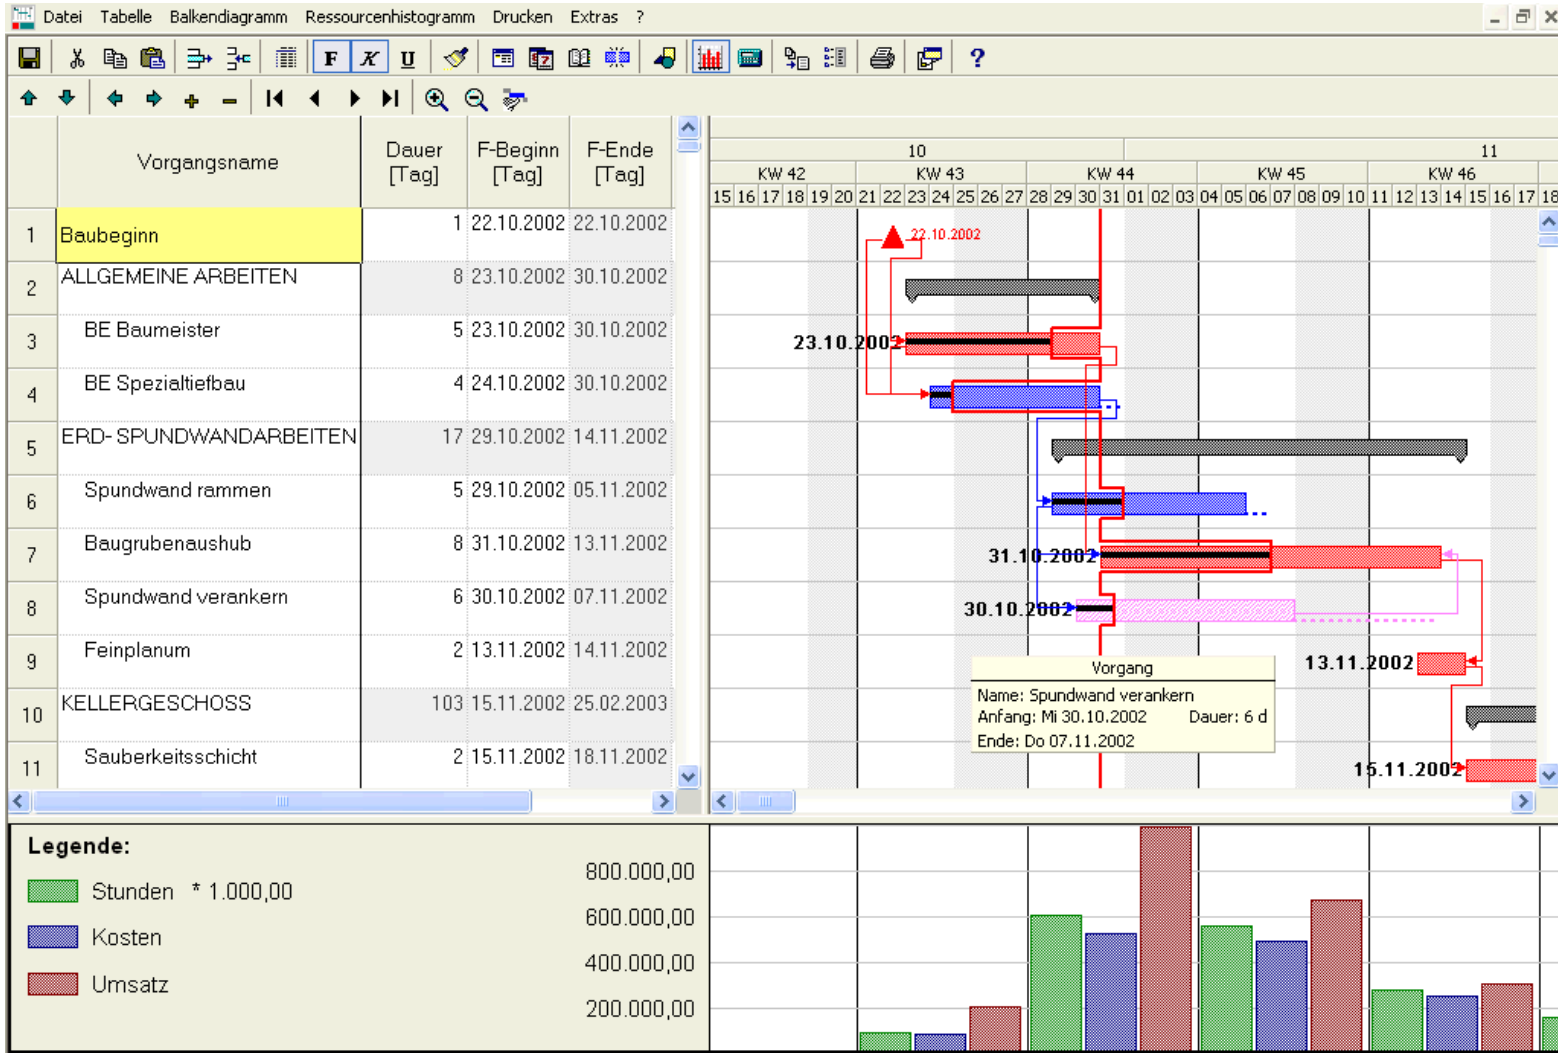 Datei Tabelle Balkendiagramm Ressourcenhistogramm Drucken Extras ?
F K U ?
Vorgangsname Dauer [Tag] F-Beginn [Tag] F-Ende [Tag]
10 11
KW 42 KW 43 KW 44 KW 45 KW 46
15 16 17 18 19 20 21 22 23 24 25 26 27 28 29 30 31 01 02 03 04 05 06 07 08 09 10 11 12 13 14 15 16 17 18
1 Baubeginn 1 22.10.2002 22.10.2002 22.10.2002
2 ALLGEMEINE ARBEITEN 8 23.10.2002 30.10.2002
3 BE Baumeister 5 23.10.2002 30.10.2002 23.10.2002
4 BE Spezialtiefbau 4 24.10.2002 30.10.2002
5 ERD- SPUNDWANDARBEITEN 17 29.10.2002 14.11.2002
6 Spundwand rammen 5 29.10.2002 05.11.2002
7 Baugrubenaushub 8 31.10.2002 13.11.2002 31.10.2002
8 Spundwand verankern 6 30.10.2002 07.11.2002 30.10.2002
9 Feinplanum 2 13.11.2002 14.11.2002 13.11.2002
10 KELLERGESCHOSS 103 15.11.2002 25.02.2003
11 Sauberkeitsschicht 2 15.11.2002 18.11.2002 15.11.2002
Vorgang
Name: Spundwand verankern
Anfang: Mi 30.10.2002 Dauer: 6 d
Ende: Do 07.11.2002
Legende:
Stunden * 1.000,00
Kosten
Umsatz
800.000,00
600.000,00
400.000,00
200.000,00